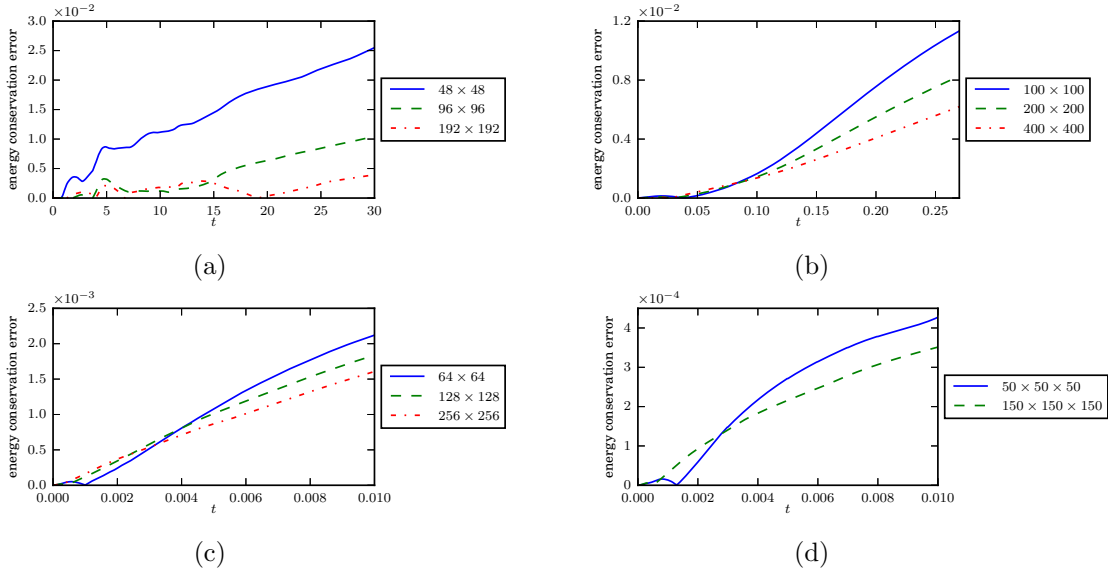 ×10⁻²
3.0
2.5
2.0
1.5
1.0
0.5
0.0
energy conservation error
0 5 10 15 20 25 30
t
48 × 48
96 × 96
192 × 192
(a)
×10⁻²
1.2
0.8
0.4
0.0
energy conservation error
0.00 0.05 0.10 0.15 0.20 0.25
t
100 × 100
200 × 200
400 × 400
(b)
×10⁻³
2.5
2.0
1.5
1.0
0.5
0.0
energy conservation error
0.000 0.002 0.004 0.006 0.008 0.010
t
64 × 64
128 × 128
256 × 256
(c)
×10⁻⁴
4
3
2
1
0
energy conservation error
0.000 0.002 0.004 0.006 0.008 0.010
t
50 × 50 × 50
150 × 150 × 150
(d)